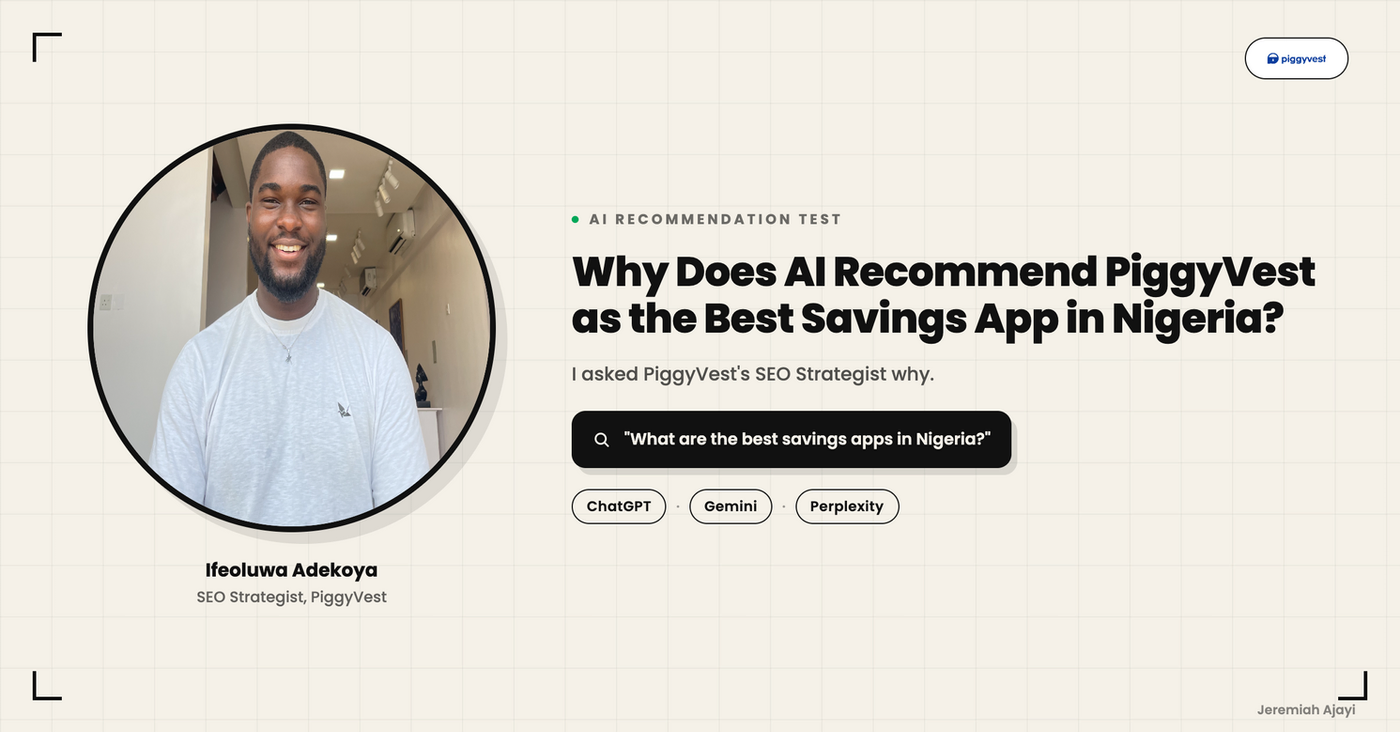 piggyvest
AI RECOMMENDATION TEST
Why Does AI Recommend PiggyVest
as the Best Savings App in Nigeria?
I asked PiggyVest's SEO Strategist why.
"What are the best savings apps in Nigeria?"
ChatGPT · Gemini · Perplexity
Ifeoluwa Adekoya
SEO Strategist, PiggyVest
Jeremiah Ajayi